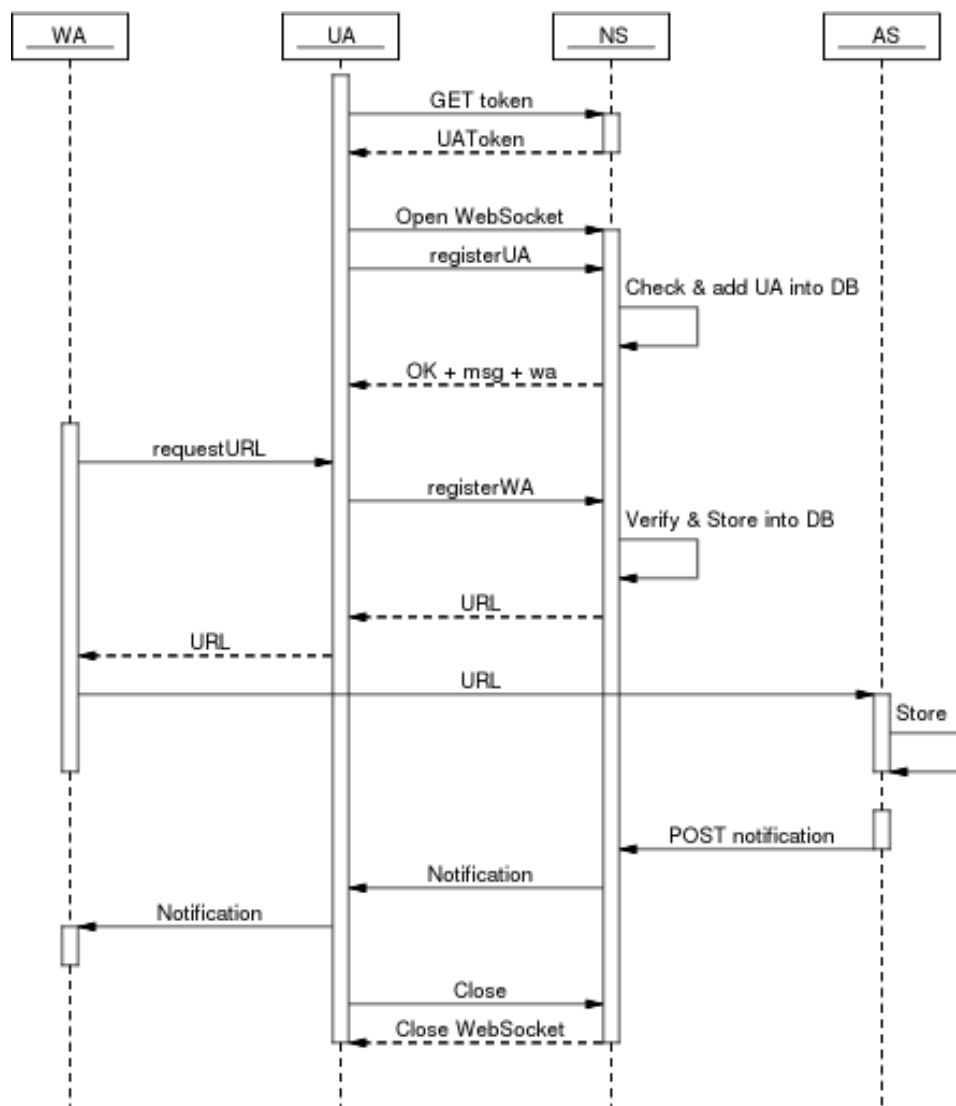 WA
UA
NS
AS
GET token
UAToken
Open WebSocket
registerUA
Check & add UA into DB
OK + msg + wa
requestURL
registerWA
Verify & Store into DB
URL
URL
URL
Store
POST notification
Notification
Notification
Close
Close WebSocket